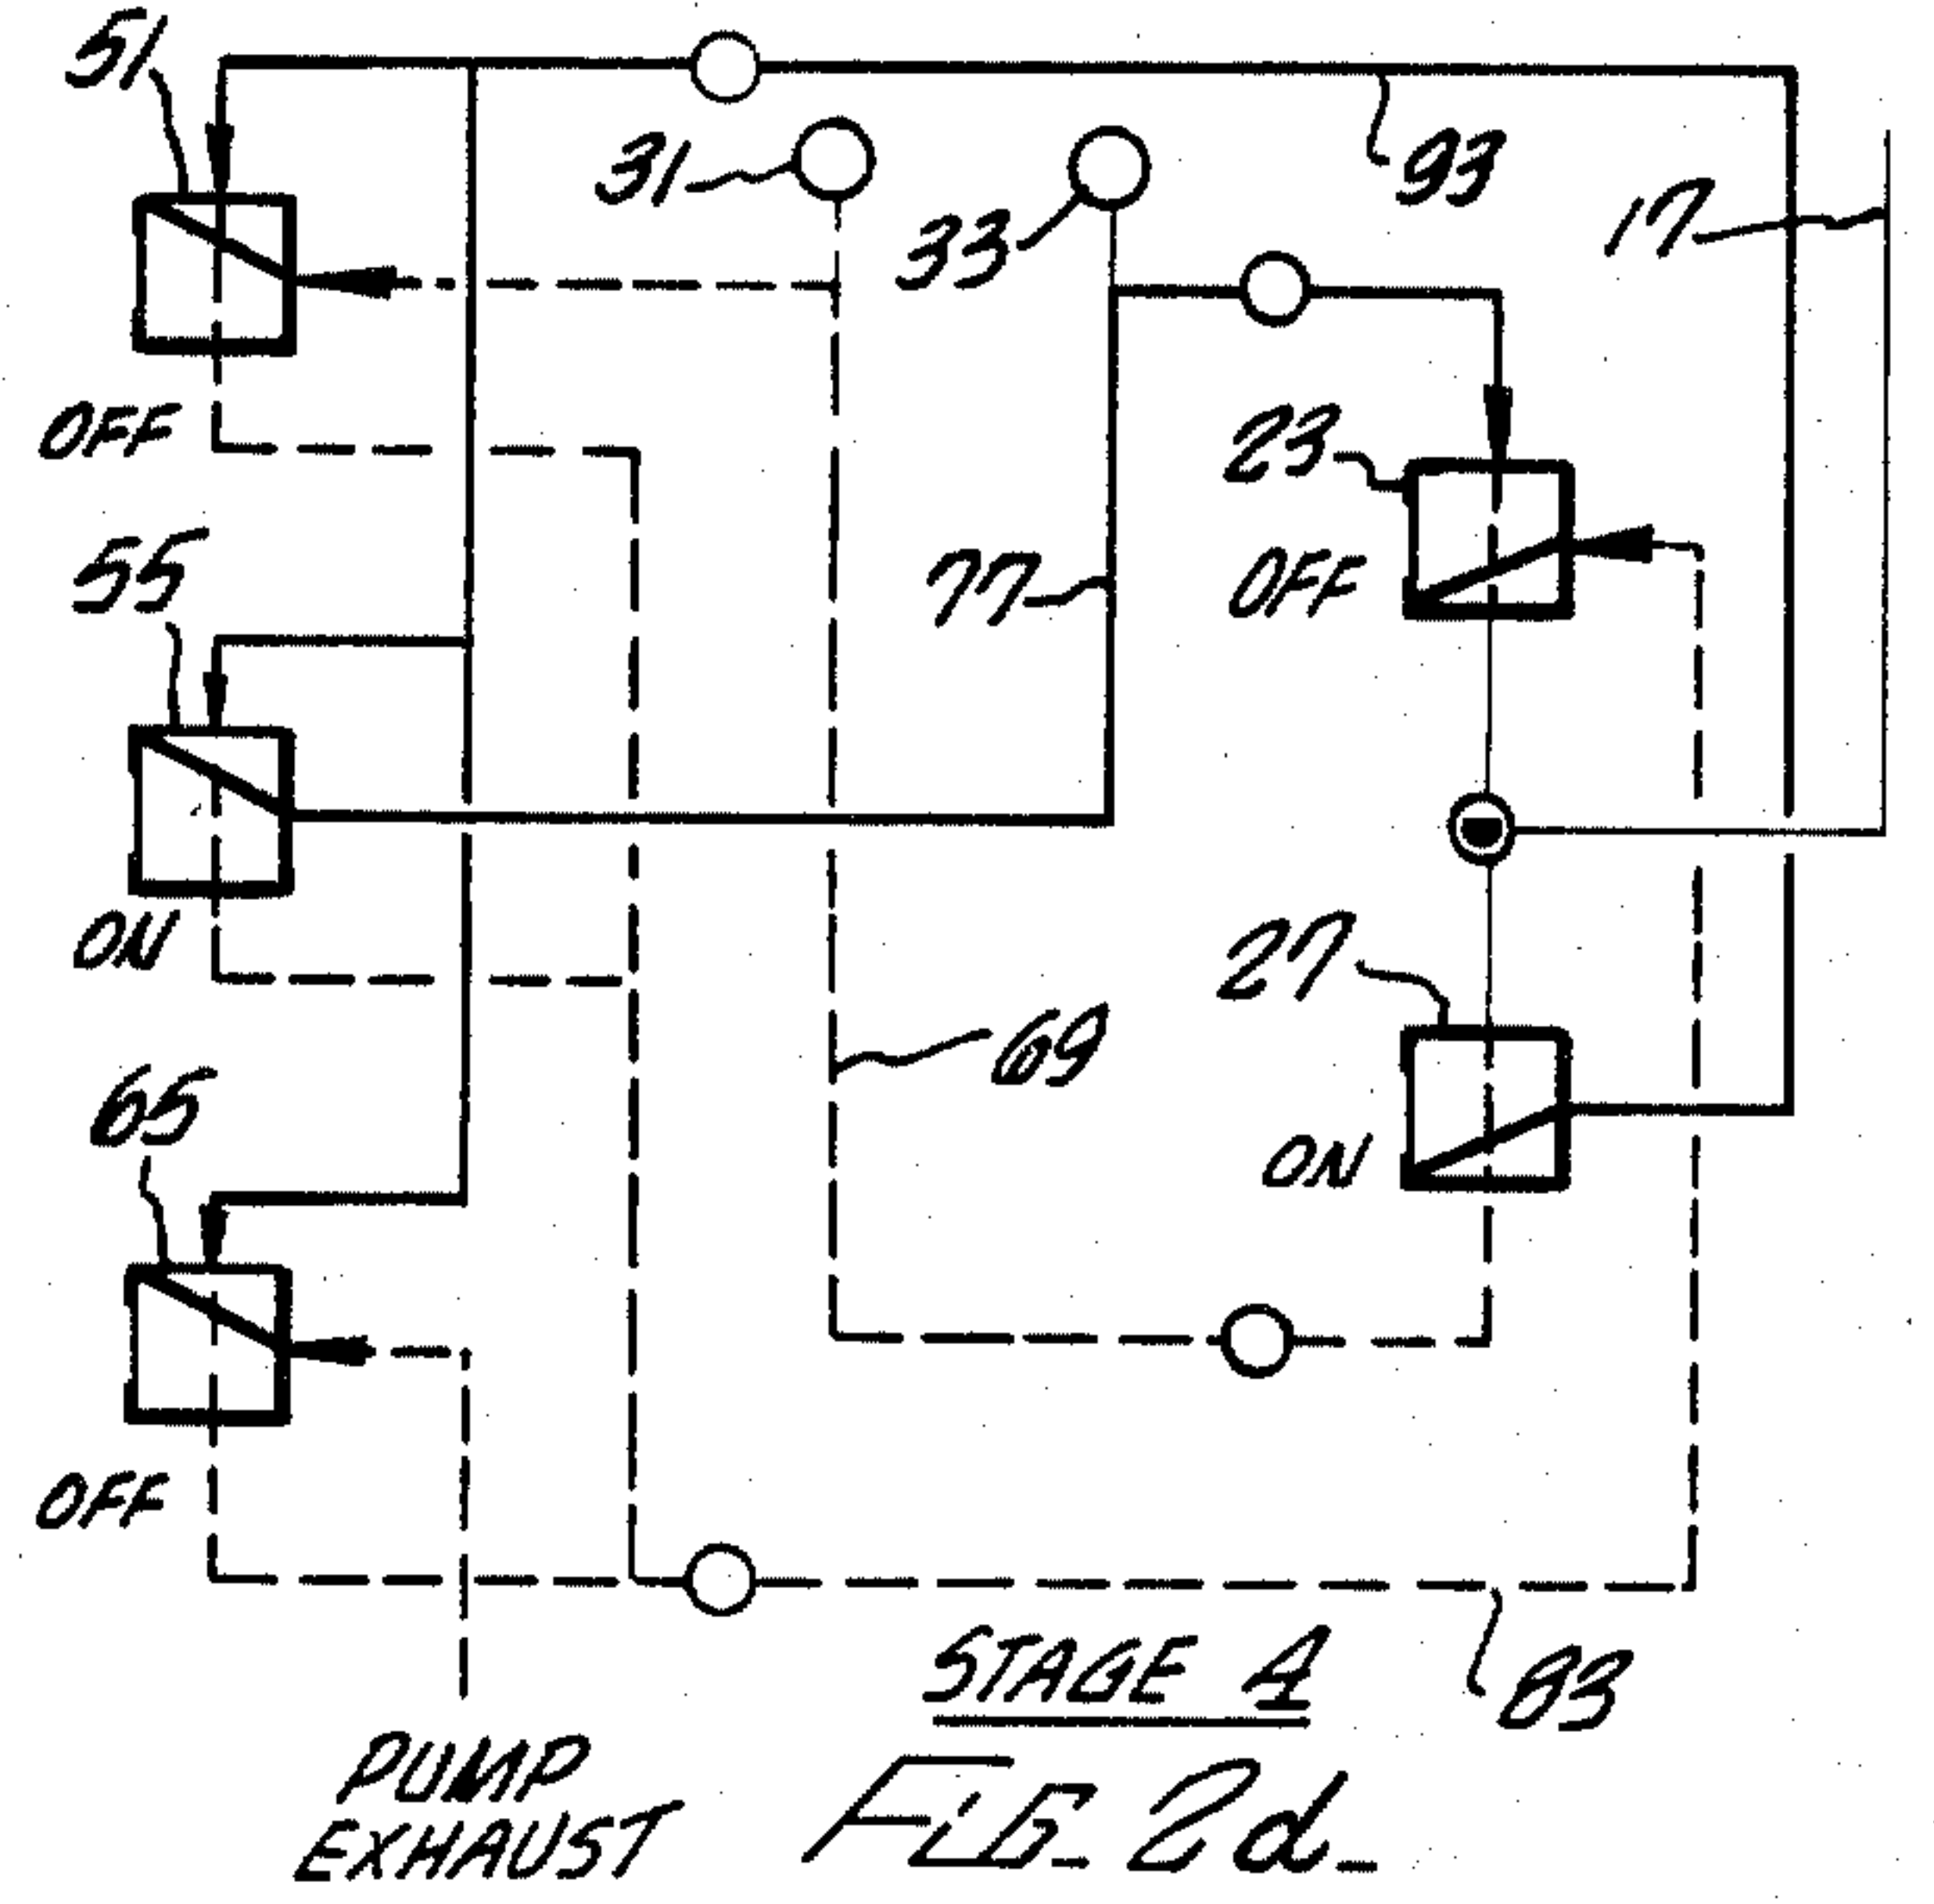 51
31
33
93
17
OFF
23
55
77
OFF
ON
27
69
65
ON
OFF
STAGE 4
83
PUMP
EXHAUST
FIG. 2d